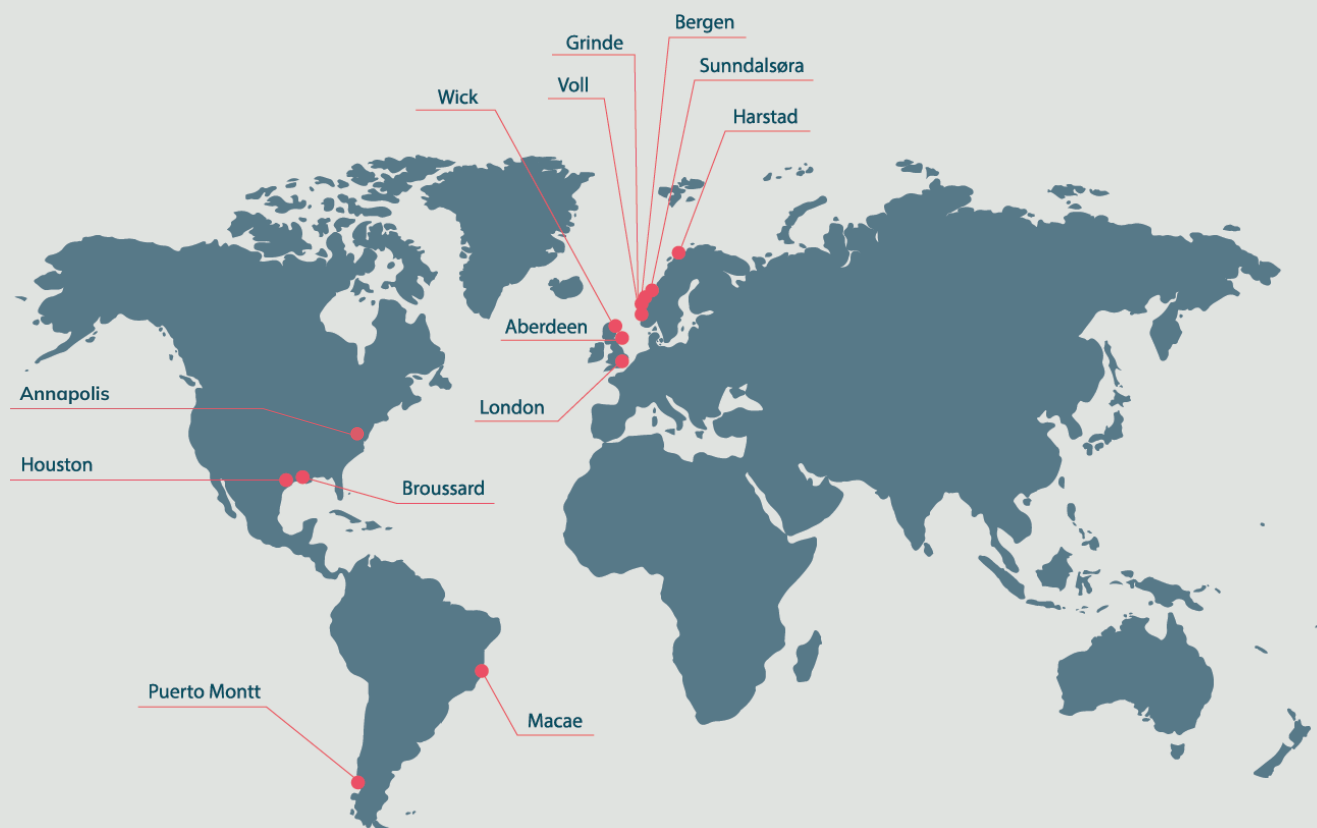 Bergen
Grinde
Sunndalsøra
Voll
Wick
Harstad
Aberdeen
Annapolis
London
Houston
Broussard
Puerto Montt
Macae